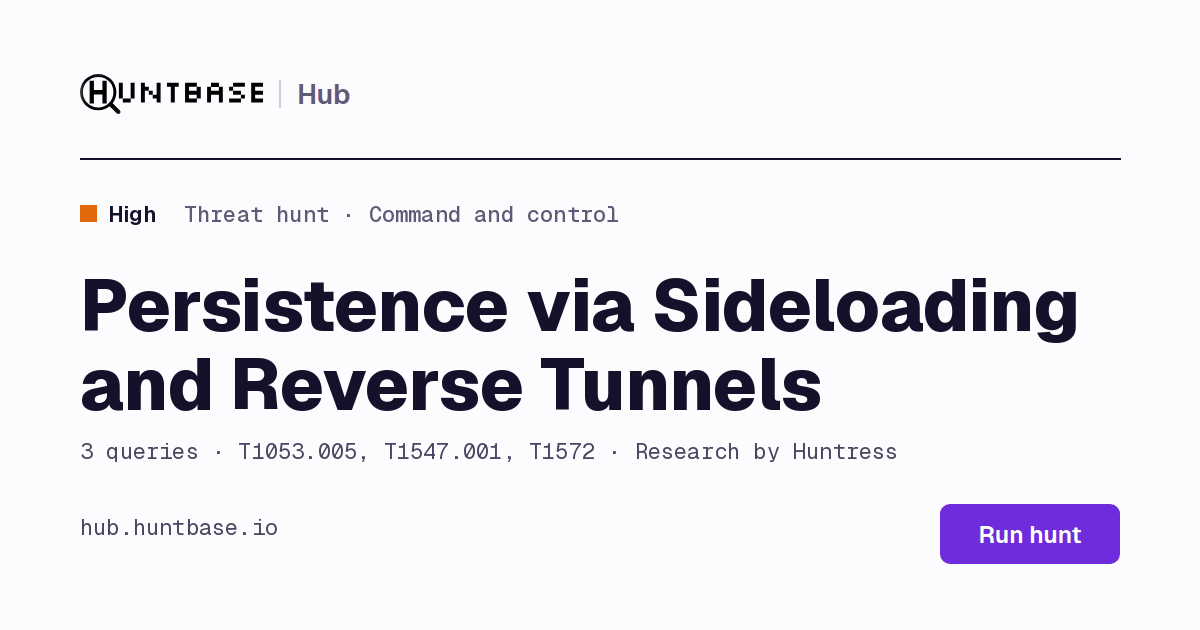 HUNTBASE Hub
High Threat hunt · Command and control
Persistence via Sideloading
and Reverse Tunnels
3 queries · T1053.005, T1547.001, T1572 · Research by Huntress
hub.huntbase.io
Run hunt